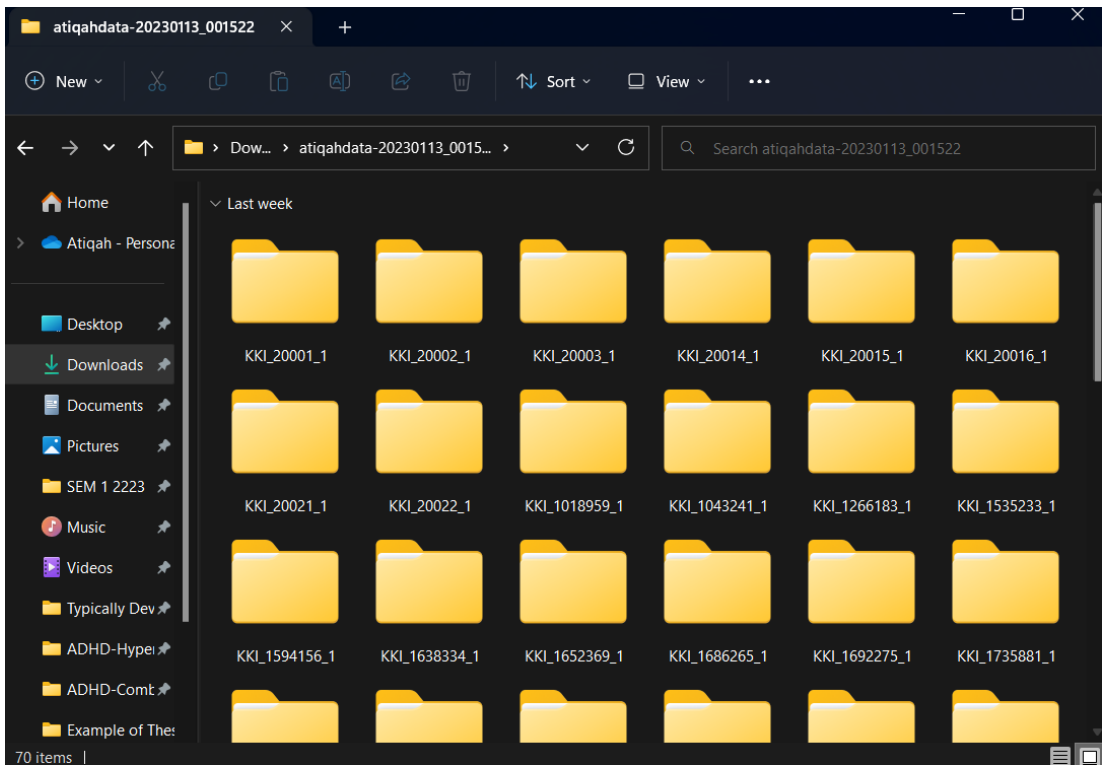 atiqahdata-20230113_001522
New
Sort
View
Dow...
atiqahdata-20230113_0015...
Search atiqahdata-20230113_001522
Home
Atiqah - Persona
Desktop
Downloads
Documents
Pictures
SEM 1 2223
Music
Videos
Typically Dev
ADHD-Hyper
ADHD-Comb
Example of Thes
Last week
KKI_20001_1
KKI_20002_1
KKI_20003_1
KKI_20014_1
KKI_20015_1
KKI_20016_1
KKI_20021_1
KKI_20022_1
KKI_1018959_1
KKI_1043241_1
KKI_1266183_1
KKI_1535233_1
KKI_1594156_1
KKI_1638334_1
KKI_1652369_1
KKI_1686265_1
KKI_1692275_1
KKI_1735881_1
70 items